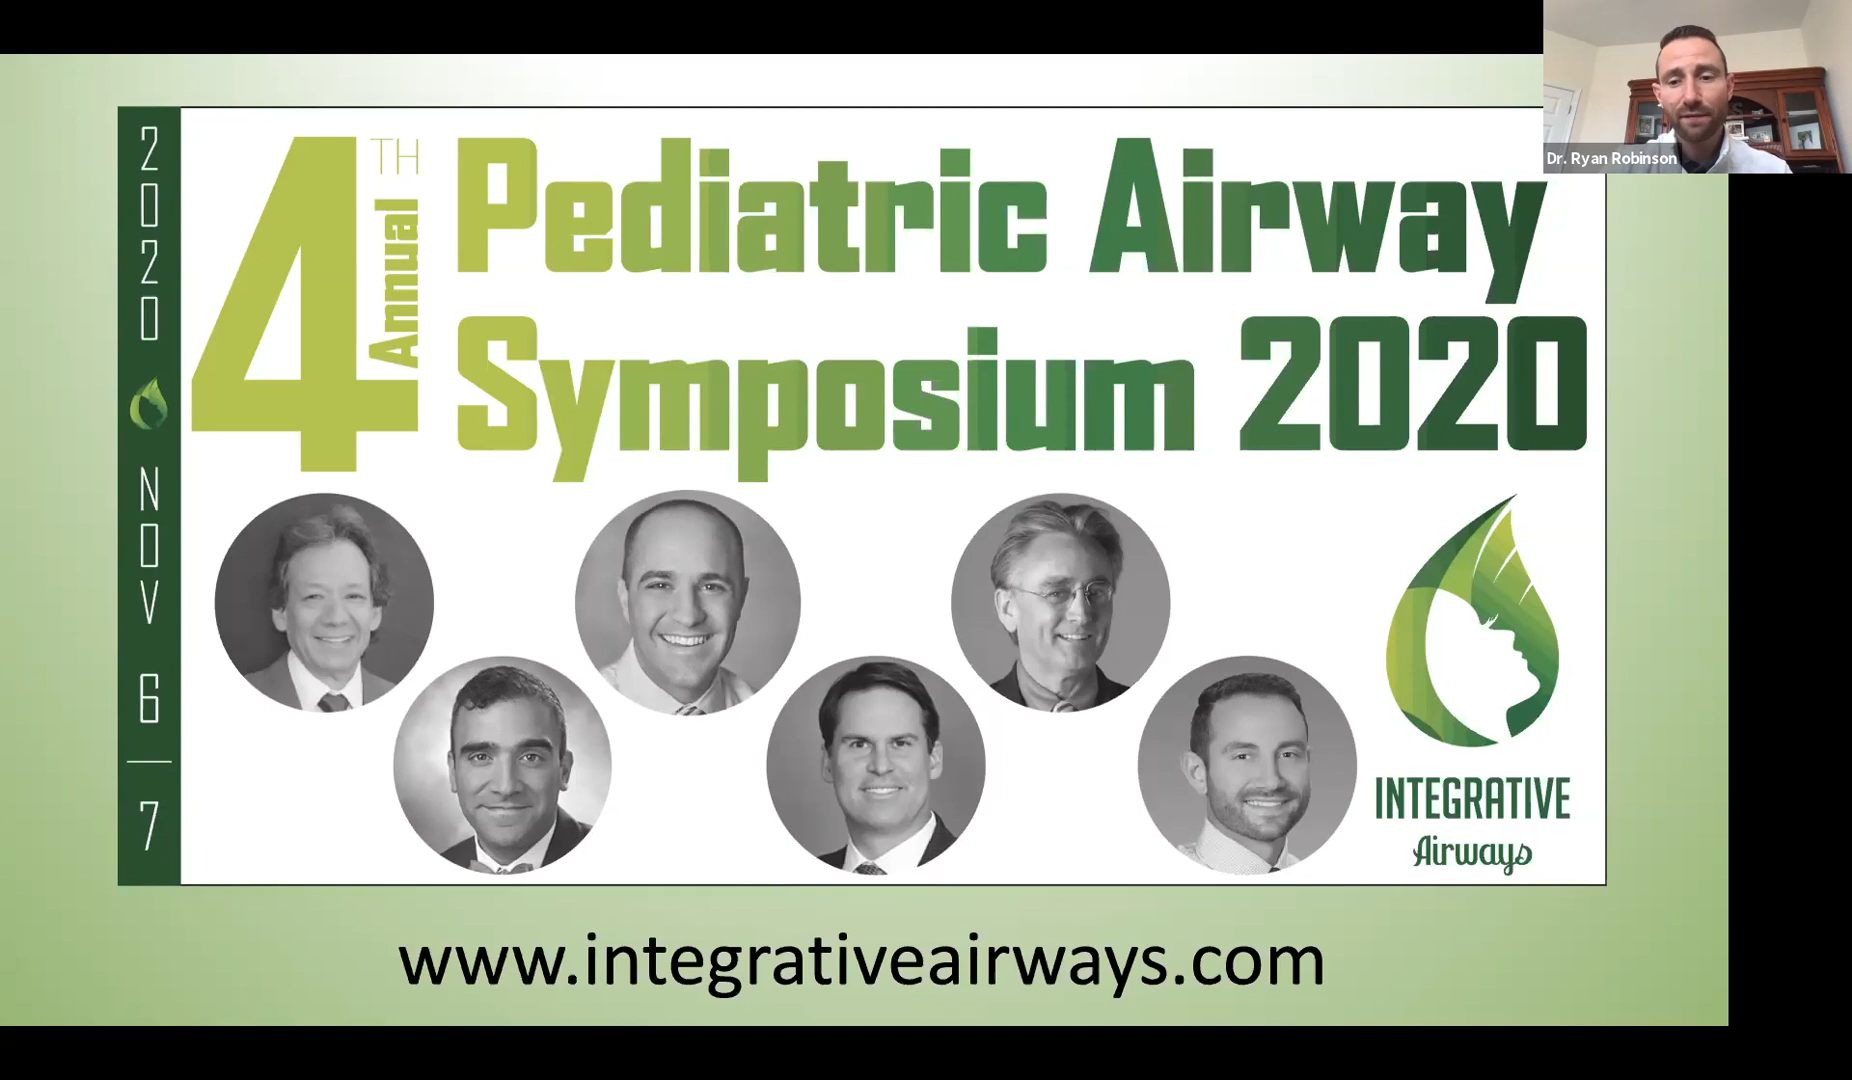 Dr. Ryan Robinson
2020 NOV 6 — 7
4TH Annual
Pediatric Airway
Symposium 2020
INTEGRATIVE
Airways
www.integrativeairways.com